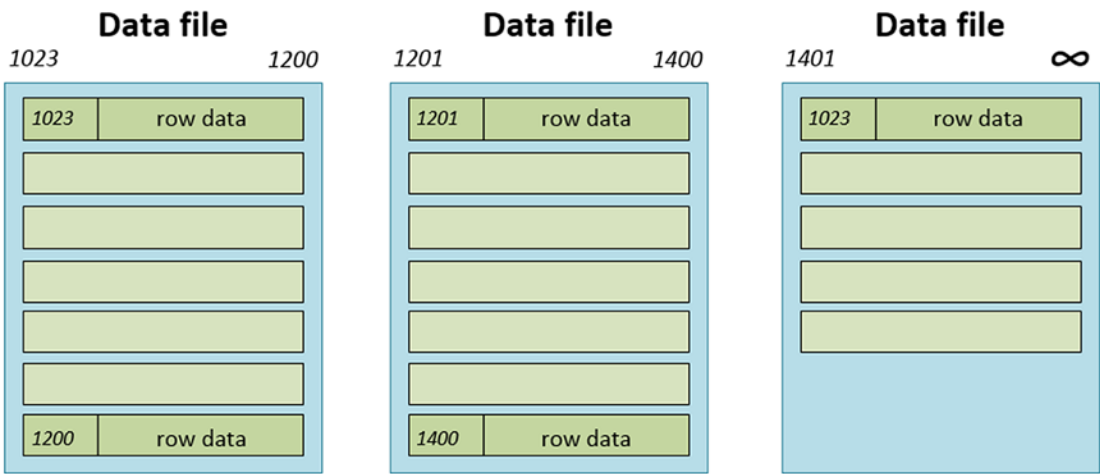 Data file
1023 1200
1023 row data
1200 row data
Data file
1201 1400
1201 row data
1400 row data
Data file
1401 ∞
1023 row data